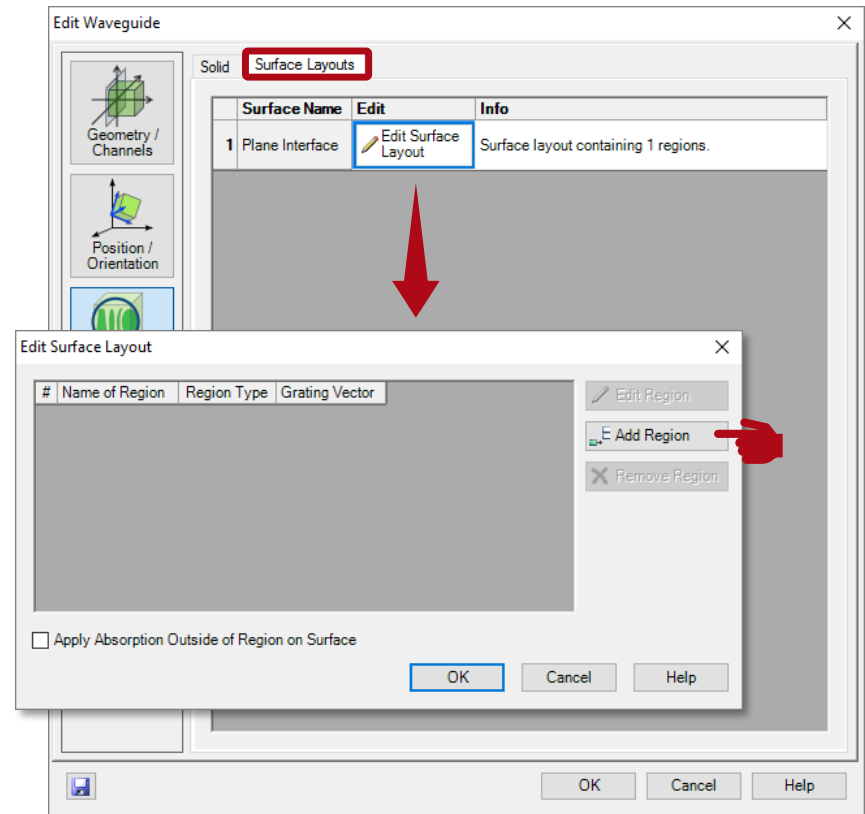 Edit Waveguide
Solid
Surface Layouts
Geometry /
Channels
Position /
Orientation
Surface Name
Edit
Info
1
Plane Interface
Edit Surface
Layout
Surface layout containing 1 regions.
Edit Surface Layout
#
Name of Region
Region Type
Grating Vector
Edit Region
Add Region
Remove Region
Apply Absorption Outside of Region on Surface
OK
Cancel
Help
OK
Cancel
Help